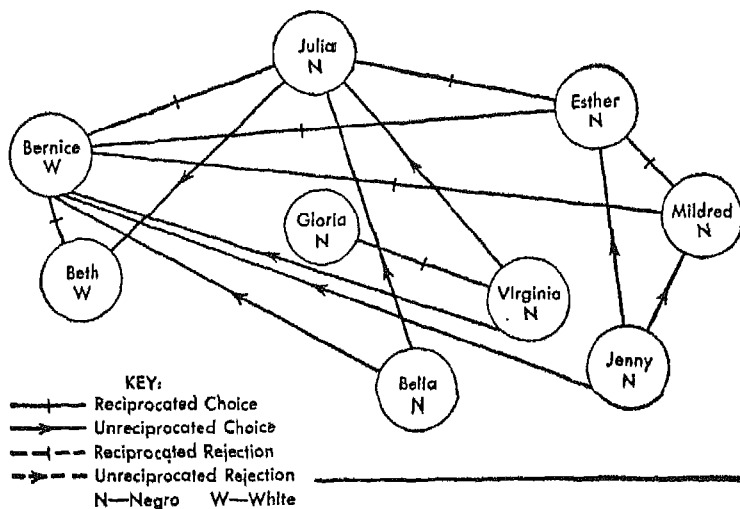 Julia
N
Esther
N
Bernice
W
Mildred
N
Gloria
N
Beth
W
Virginia
N
Jenny
N
Bella
N
KEY:
Reciprocated Choice
Unreciprocated Choice
Reciprocated Rejection
Unreciprocated Rejection
N—Negro W—White